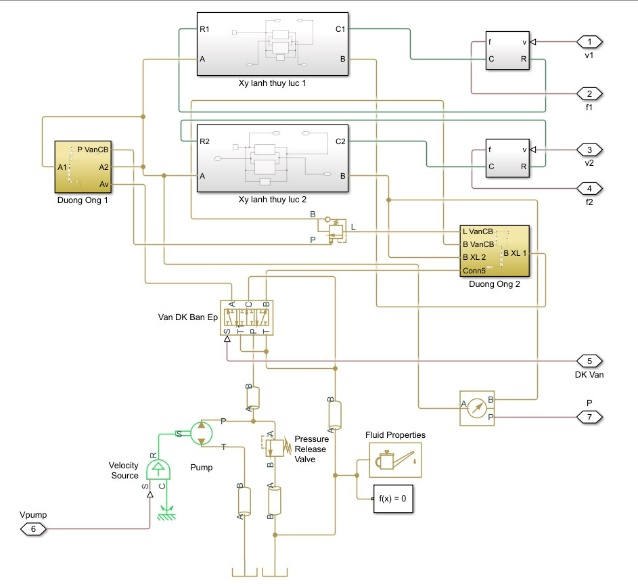 R1
C1
A
B
Xy lanh thuy luc 1
f
v
C
R
1
v1
2
f1
P VanCB
A1
A2
Av
Duong Ong 1
R2
C2
A
B
Xy lanh thuy luc 2
f
v
C
R
3
v2
4
f2
B
P
L
L VanCB
B VanCB
B XL 2
Conn5
B XL 1
Duong Ong 2
Van DK Ban Ep
A
C
B
S
T
P
T
5
DK Van
A
B
P
P
7
B
A
B
A
P
T
S
Pump
A
B
Pressure
Release
Valve
Fluid Properties
f(x) = 0
Velocity
Source
R
S
C
B
A
A
B
Vpump
6